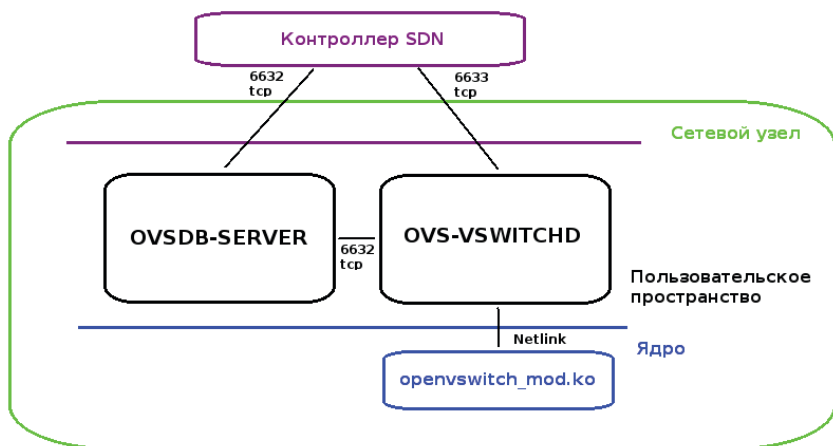 Контроллер SDN
6632
tcp
6633
tcp
Сетевой узел
OVSDB-SERVER
6632
tcp
OVS-VSWITCHD
Пользовательское
пространство
Netlink
Ядро
openvswitch_mod.ko